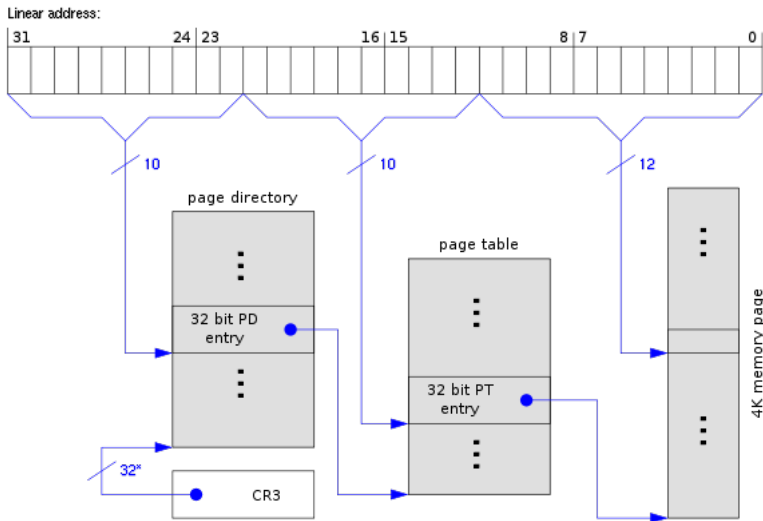 Linear address:
31 24 23 16 15 8 7 0
10 10 12
page directory
page table
32 bit PD
entry
32 bit PT
entry
4K memory page
32*
CR3